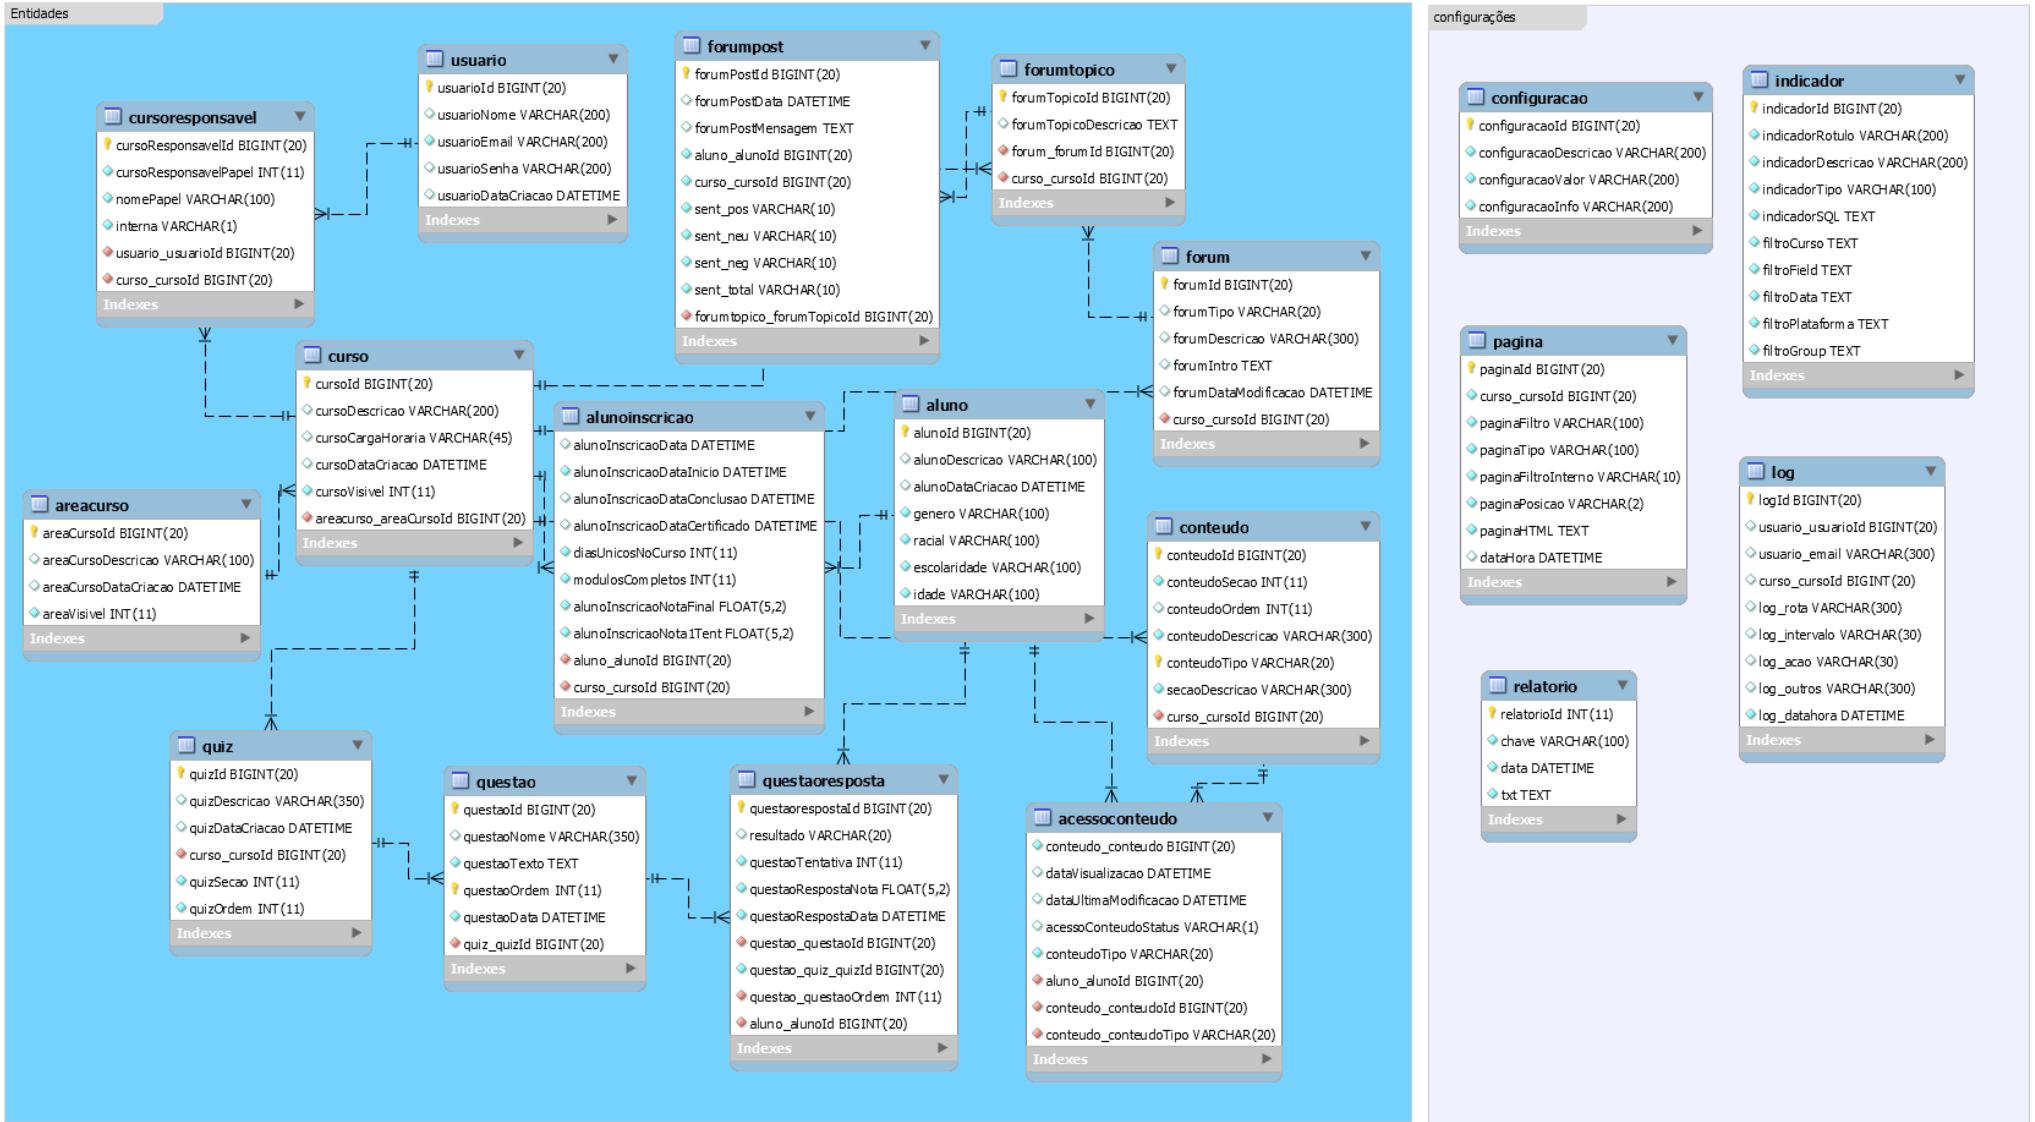 Entidades
cursoresponsavel
cursoResponsavelId BIGINT(20)
cursoResponsavelPapel INT(11)
nomePapel VARCHAR(100)
interna VARCHAR(1)
usuario_usuarioId BIGINT(20)
curso_cursoId BIGINT(20)
Indexes
usuario
usuarioId BIGINT(20)
usuarioNome VARCHAR(200)
usuarioEmail VARCHAR(200)
usuarioSenha VARCHAR(200)
usuarioDataCriacao DATETIME
Indexes
forumpost
forumPostId BIGINT(20)
forumPostData DATETIME
forumPostMensagem TEXT
aluno_alunoId BIGINT(20)
curso_cursoId BIGINT(20)
sent_pos VARCHAR(10)
sent_neu VARCHAR(10)
sent_neg VARCHAR(10)
sent_total VARCHAR(10)
forumtopico_forumTopicoId BIGINT(20)
Indexes
forumtopico
forumTopicoId BIGINT(20)
forumTopicoDescricao TEXT
forum_forumId BIGINT(20)
curso_cursoId BIGINT(20)
Indexes
forum
forumId BIGINT(20)
forumTipo VARCHAR(20)
forumDescricao VARCHAR(300)
forumIntro TEXT
forumDataModificacao DATETIME
curso_cursoId BIGINT(20)
Indexes
curso
cursoId BIGINT(20)
cursoDescricao VARCHAR(200)
cursoCargaHoraria VARCHAR(45)
cursoDataCriacao DATETIME
cursoVisivel INT(11)
areacurso_areaCursoId BIGINT(20)
Indexes
alunoinscricao
alunoInscricaoData DATETIME
alunoInscricaoDataInicio DATETIME
alunoInscricaoDataConclusao DATETIME
alunoInscricaoDataCertificado DATETIME
diasUnicosNoCurso INT(11)
modulosCompletos INT(11)
alunoInscricaoNotaFinal FLOAT(5,2)
alunoInscricaoNota1Tent FLOAT(5,2)
aluno_alunoId BIGINT(20)
curso_cursoId BIGINT(20)
Indexes
aluno
alunoId BIGINT(20)
alunoDescricao VARCHAR(100)
alunoDataCriacao DATETIME
genero VARCHAR(100)
racial VARCHAR(100)
escolaridade VARCHAR(100)
idade VARCHAR(100)
Indexes
areacurso
areaCursoId BIGINT(20)
areaCursoDescricao VARCHAR(100)
areaCursoDataCriacao DATETIME
areaVisivel INT(11)
Indexes
conteudo
conteudoId BIGINT(20)
conteudoSecao INT(11)
conteudoOrdem INT(11)
conteudoDescricao VARCHAR(300)
conteudoTipo VARCHAR(20)
secaoDescricao VARCHAR(300)
curso_cursoId BIGINT(20)
Indexes
quiz
quizId BIGINT(20)
quizDescricao VARCHAR(350)
quizDataCriacao DATETIME
curso_cursoId BIGINT(20)
quizSecao INT(11)
quizOrdem INT(11)
Indexes
questao
questaoId BIGINT(20)
questaoNome VARCHAR(350)
questaoTexto TEXT
questaoOrdem INT(11)
questaoData DATETIME
quiz_quizId BIGINT(20)
Indexes
questaoresposta
questaorespostaId BIGINT(20)
resultado VARCHAR(20)
questaoTentativa INT(11)
questaoRespostaNota FLOAT(5,2)
questaoRespostaData DATETIME
questao_questaoId BIGINT(20)
questao_quiz_quizId BIGINT(20)
questao_questaoOrdem INT(11)
aluno_alunoId BIGINT(20)
Indexes
acessoconteudo
conteudo_conteudo BIGINT(20)
dataVisualizacao DATETIME
dataUltimaModificacao DATETIME
acessoConteudoStatus VARCHAR(1)
conteudoTipo VARCHAR(20)
aluno_alunoId BIGINT(20)
conteudo_conteudoId BIGINT(20)
conteudo_conteudoTipo VARCHAR(20)
Indexes
configurações
configuracao
configuracaoId BIGINT(20)
configuracaoDescricao VARCHAR(200)
configuracaoValor VARCHAR(200)
configuracaoInfo VARCHAR(200)
Indexes
indicador
indicadorId BIGINT(20)
indicadorRotulo VARCHAR(200)
indicadorDescricao VARCHAR(200)
indicadorTipo VARCHAR(100)
indicadorSQL TEXT
filtroCurso TEXT
filtroField TEXT
filtroData TEXT
filtroPlataforma TEXT
filtroGroup TEXT
Indexes
pagina
paginaId BIGINT(20)
curso_cursoId BIGINT(20)
paginaFiltro VARCHAR(100)
paginaTipo VARCHAR(100)
paginaFiltroInterno VARCHAR(10)
paginaPosicao VARCHAR(2)
paginaHTML TEXT
dataHora DATETIME
Indexes
log
logId BIGINT(20)
usuario_usuarioId BIGINT(20)
usuario_email VARCHAR(300)
curso_cursoId BIGINT(20)
log_rota VARCHAR(300)
log_intervalo VARCHAR(30)
log_acao VARCHAR(30)
log_outros VARCHAR(300)
log_datahora DATETIME
Indexes
relatorio
relatorioId INT(11)
chave VARCHAR(100)
data DATETIME
txt TEXT
Indexes